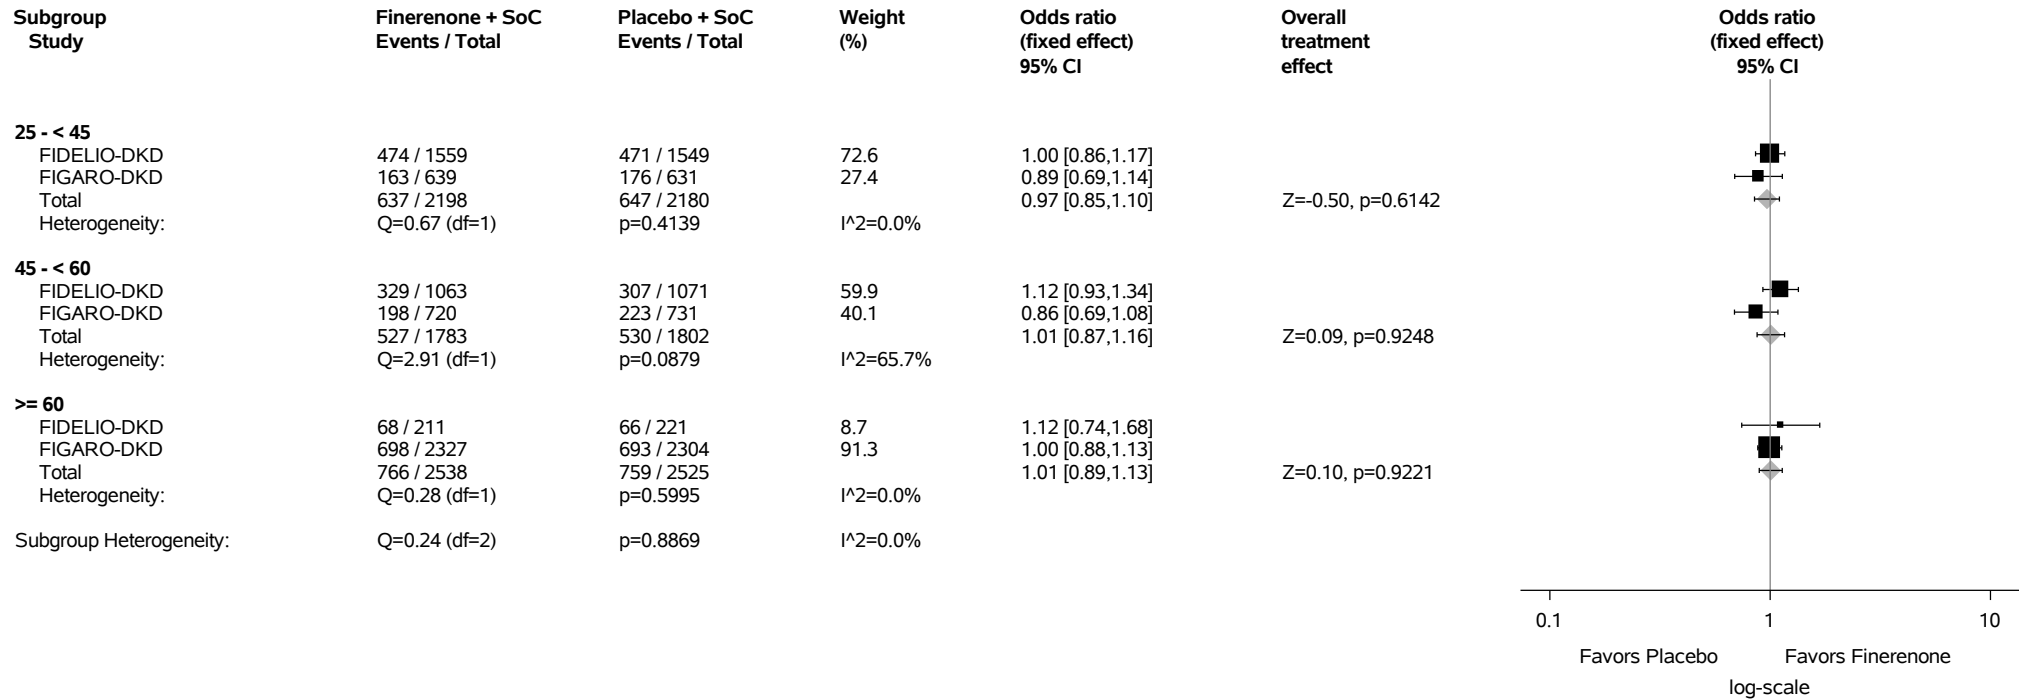 Subgroup Finerenone + SoC Placebo + SoC Weight Odds ratio Overall Odds ratio
Study Events / Total Events / Total (%) (fixed effect) treatment (fixed effect)
95% CI effect 95% CI
25 - < 45
FIDELIO-DKD 474 / 1559 471 / 1549 72.6 1.00 [0.86,1.17]
FIGARO-DKD 163 / 639 176 / 631 27.4 0.89 [0.69,1.14]
Total 637 / 2198 647 / 2180 0.97 [0.85,1.10] Z=-0.50, p=0.6142
Heterogeneity: Q=0.67 (df=1) p=0.4139 I^2=0.0%
45 - < 60
FIDELIO-DKD 329 / 1063 307 / 1071 59.9 1.12 [0.93,1.34]
FIGARO-DKD 198 / 720 223 / 731 40.1 0.86 [0.69,1.08]
Total 527 / 1783 530 / 1802 1.01 [0.87,1.16] Z=0.09, p=0.9248
Heterogeneity: Q=2.91 (df=1) p=0.0879 I^2=65.7%
>= 60
FIDELIO-DKD 68 / 211 66 / 221 8.7 1.12 [0.74,1.68]
FIGARO-DKD 698 / 2327 693 / 2304 91.3 1.00 [0.88,1.13]
Total 766 / 2538 759 / 2525 1.01 [0.89,1.13] Z=0.10, p=0.9221
Heterogeneity: Q=0.28 (df=1) p=0.5995 I^2=0.0%
Subgroup Heterogeneity: Q=0.24 (df=2) p=0.8869 I^2=0.0%
0.1 1 10
Favors Placebo Favors Finerenone
log-scale